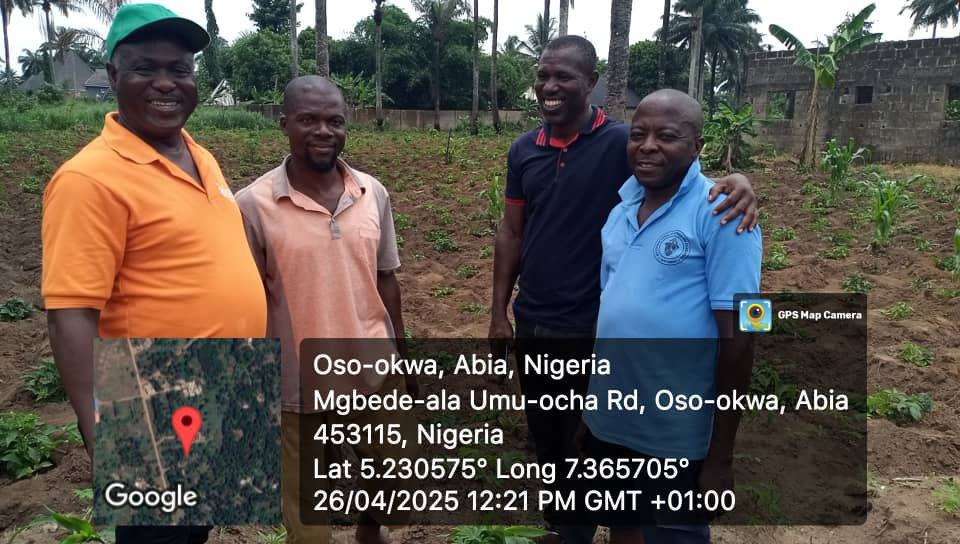 GPS Map Camera
Oso-okwa, Abia, Nigeria
Mgbede-ala Umu-ocha Rd, Oso-okwa, Abia
453115, Nigeria
Lat 5.230575° Long 7.365705°
26/04/2025 12:21 PM GMT +01:00
Google